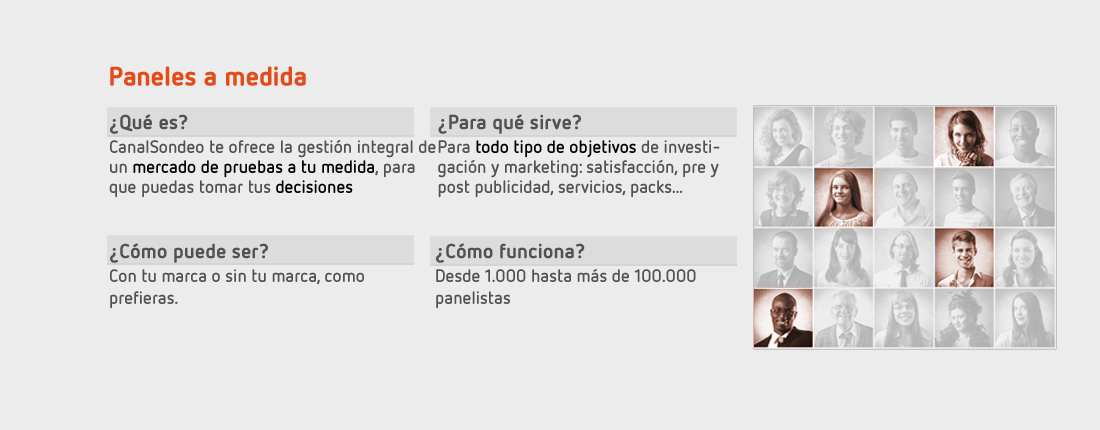 Paneles a medida
¿Qué es?
CanalSondeo te ofrece la gestión integral de
un mercado de pruebas a tu medida, para
que puedas tomar tus decisiones
¿Para qué sirve?
Para todo tipo de objetivos de investi-
gación y marketing: satisfacción, pre y
post publicidad, servicios, packs...
¿Cómo puede ser?
Con tu marca o sin tu marca, como
prefieras.
¿Cómo funciona?
Desde 1.000 hasta más de 100.000
panelistas